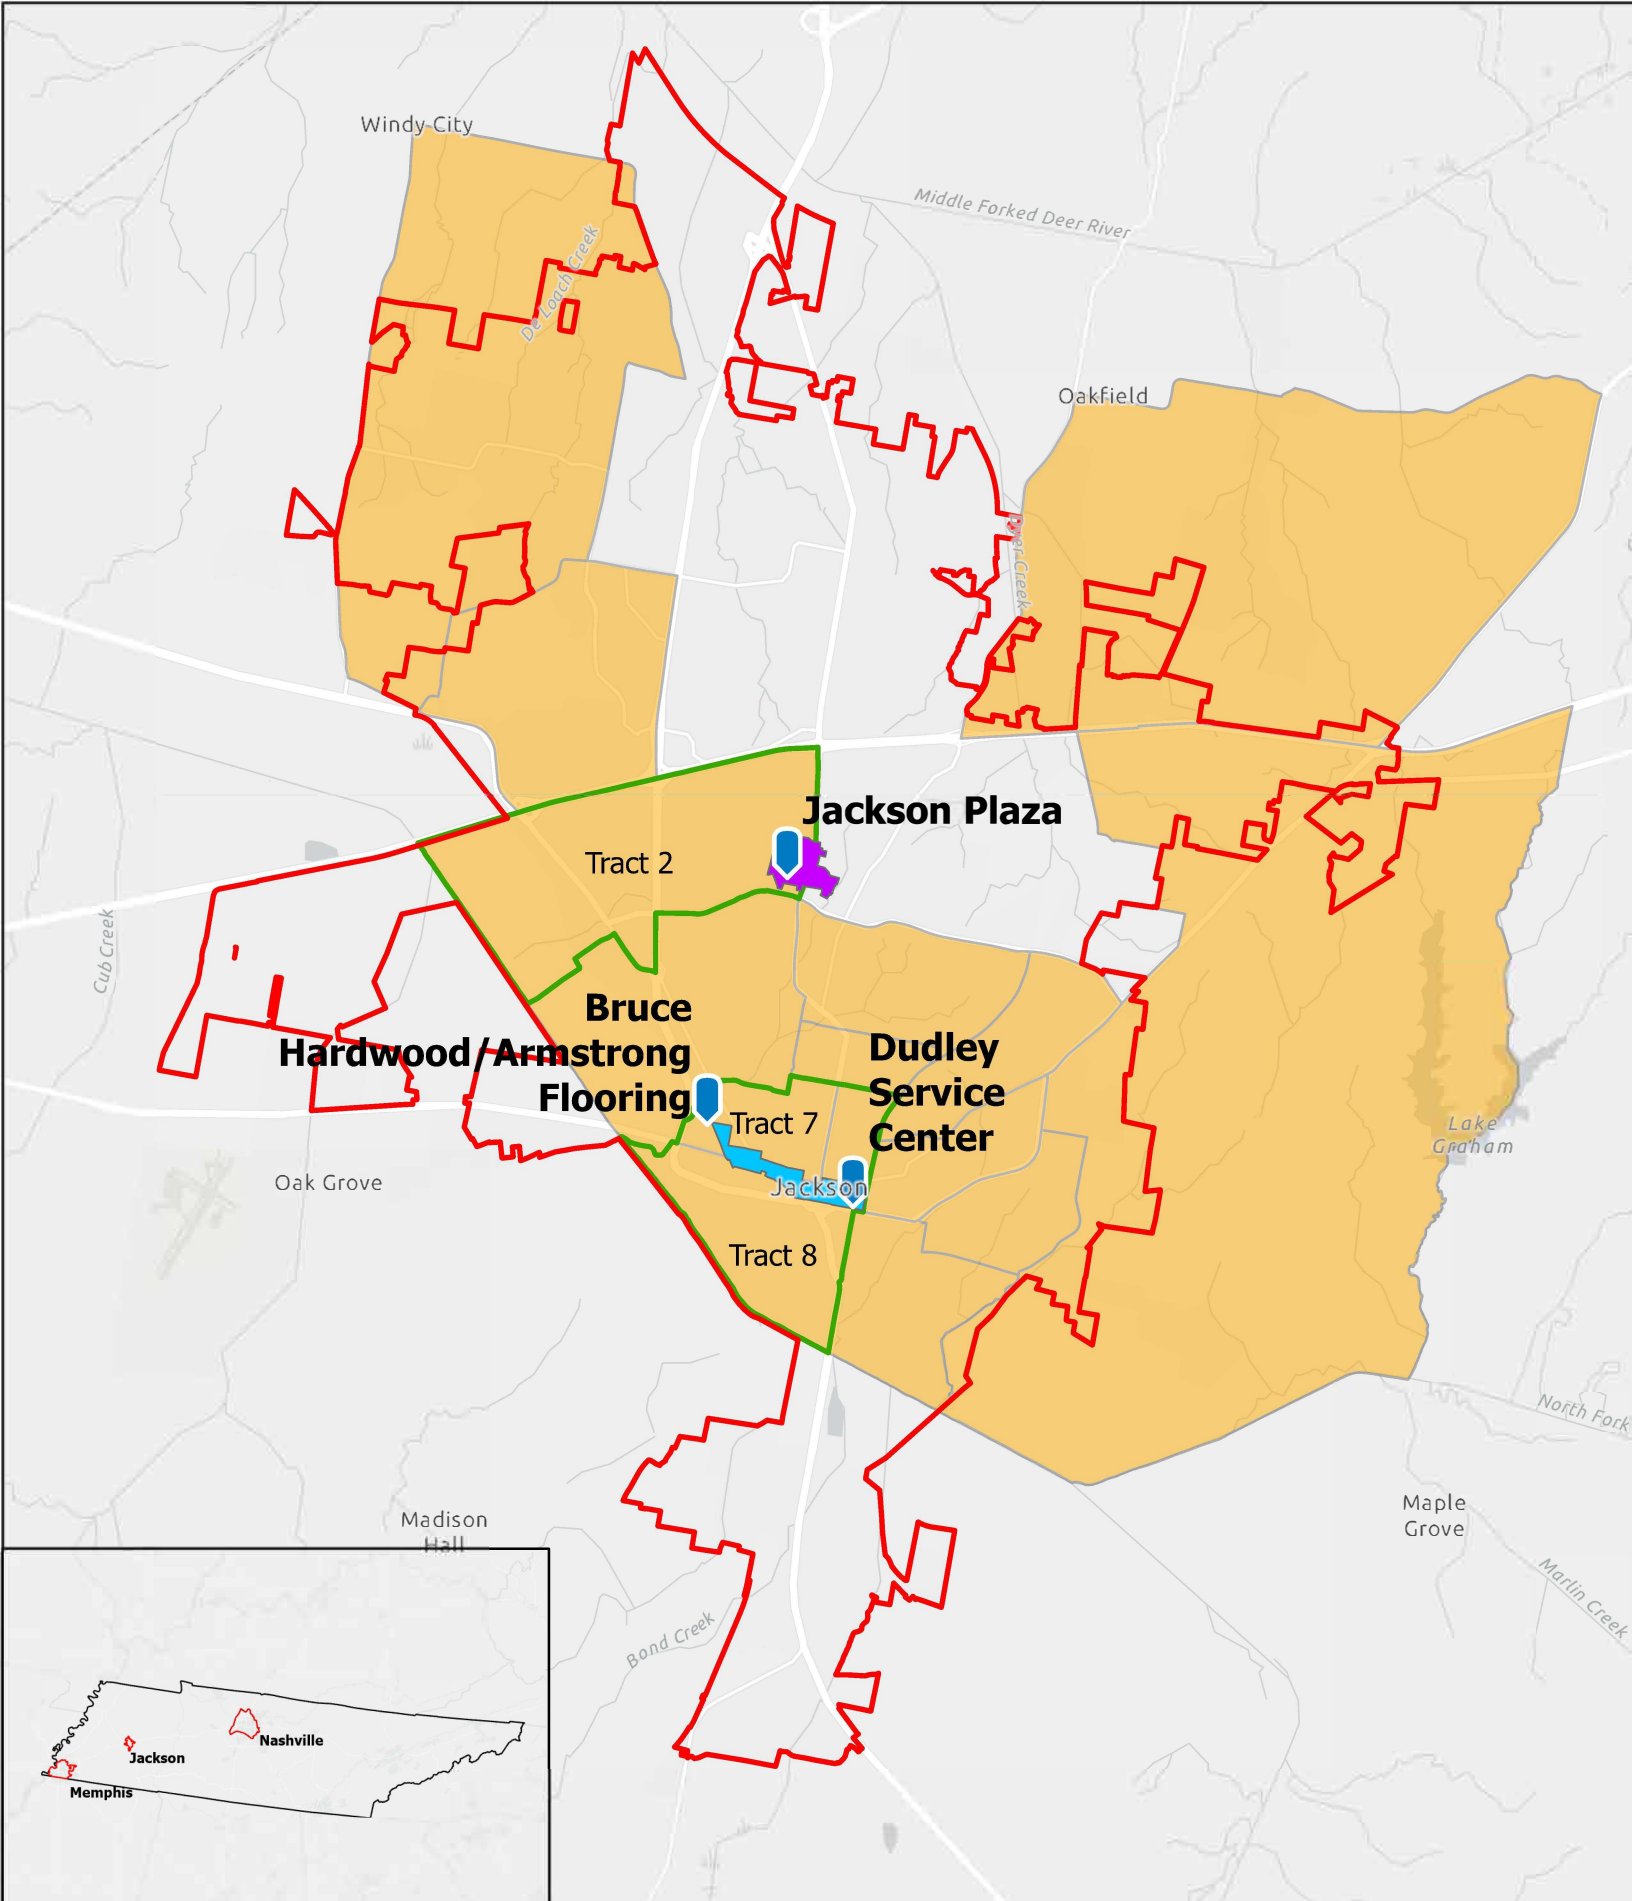 Windy City
De Loach Creek
Middle Forked Deer River
Oakfield
Dyer Creek
Jackson Plaza
Tract 2
Cub Creek
Bruce
Hardwood/Armstrong
Flooring
Dudley
Service
Center
Tract 7
Jackson
Lake
Graham
Oak Grove
Tract 8
North Fork
Madison
Hall
Maple
Grove
Marlin Creek
Bond Creek
Nashville
Jackson
Memphis